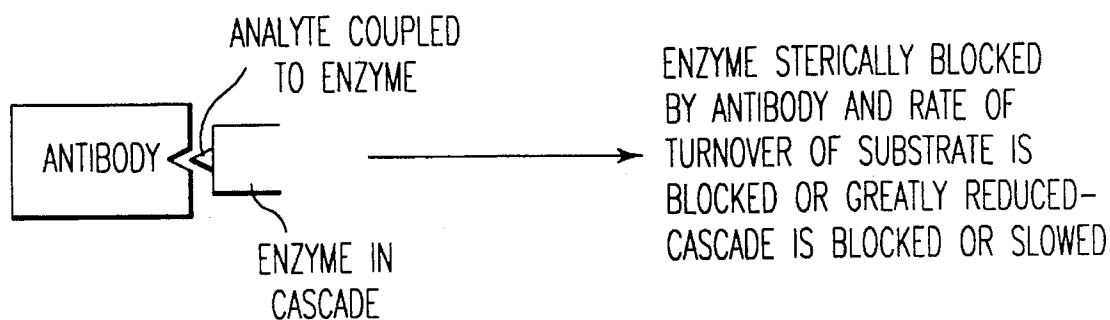 ANALYTE COUPLED
TO ENZYME
ANTIBODY
ENZYME IN
CASCADE
ENZYME STERICALLY BLOCKED
BY ANTIBODY AND RATE OF
TURNOVER OF SUBSTRATE IS
BLOCKED OR GREATLY REDUCED-
CASCADE IS BLOCKED OR SLOWED